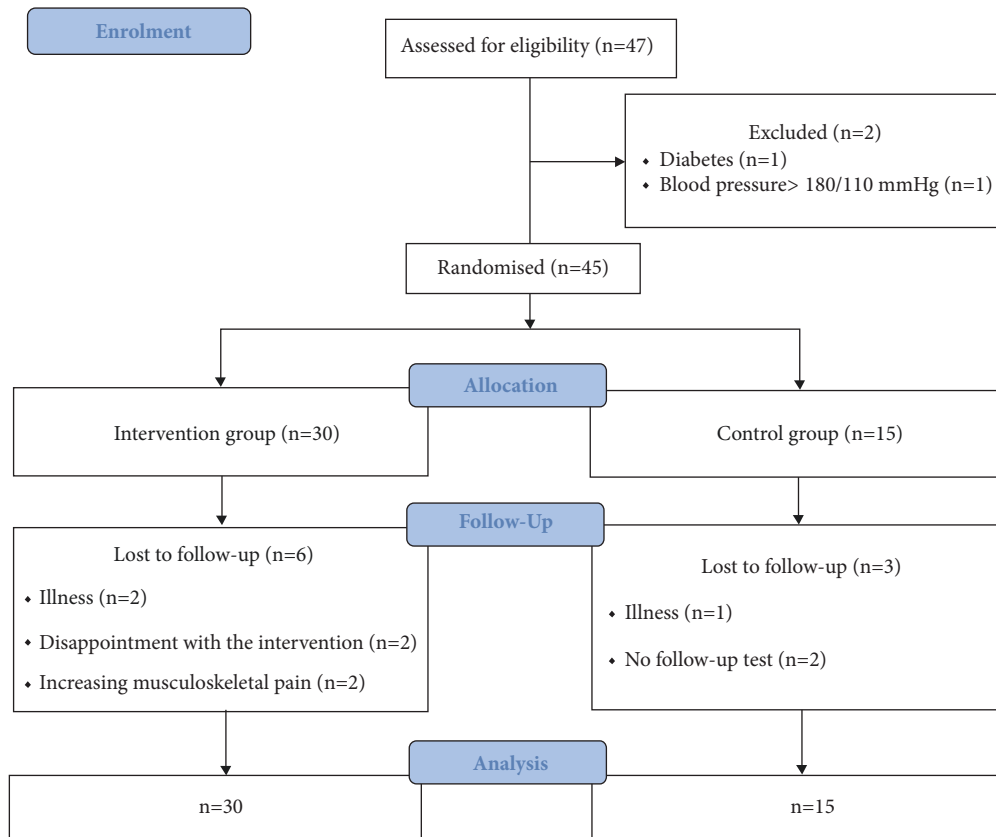 Enrolment
Assessed for eligibility (n=47)
Excluded (n=2)
⬥ Diabetes (n=1)
⬥ Blood pressure> 180/110 mmHg (n=1)
Randomised (n=45)
Allocation
Intervention group (n=30)
Control group (n=15)
Follow-Up
Lost to follow-up (n=6)
⬥ Illness (n=2)
⬥ Disappointment with the intervention (n=2)
⬥ Increasing musculoskeletal pain (n=2)
Lost to follow-up (n=3)
⬥ Illness (n=1)
⬥ No follow-up test (n=2)
Analysis
n=30
n=15